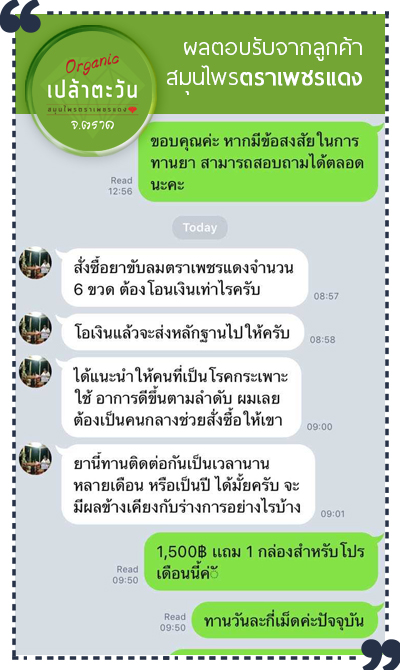 Organic
เปล้าตะวัน
สมุนไพรตราเพชรแดง
จ.ตราด
ผลตอบรับจากลูกค้า
สมุนไพรตราเพชรแดง
ขอบคุณค่ะ หากมีข้อสงสัยในการ
ทานยา สามารถสอบถามได้ตลอด
นะคะ
Read
12:56
Today
สั่งซื้อยาขับลมตราเพชรแดงจำนวน
6 ขวด ต้องโอนเงินเท่าไรครับ
08:57
โอเงินแล้วจะส่งหลักฐานไปให้ครับ
08:58
ได้แนะนำให้คนที่เป็นโรคกระเพาะ
ใช้ อาการดีขึ้นตามลำดับ ผมเลย
ต้องเป็นคนกลางช่วยสั่งซื้อให้เขา
09:00
ยานี้ทานติดต่อกันเป็นเวลานาน
หลายเดือน หรือเป็นปี ได้มั้ยครับ จะ
มีผลข้างเคียงกับร่างการอย่างไรบ้าง
09:01
1,500฿ แถม 1 กล่องสำหรับโปร
เดือนนี้ค่ั
Read
09:50
ทานวันละกี่เม็ดค่ะปัจจุบัน
Read
09:50